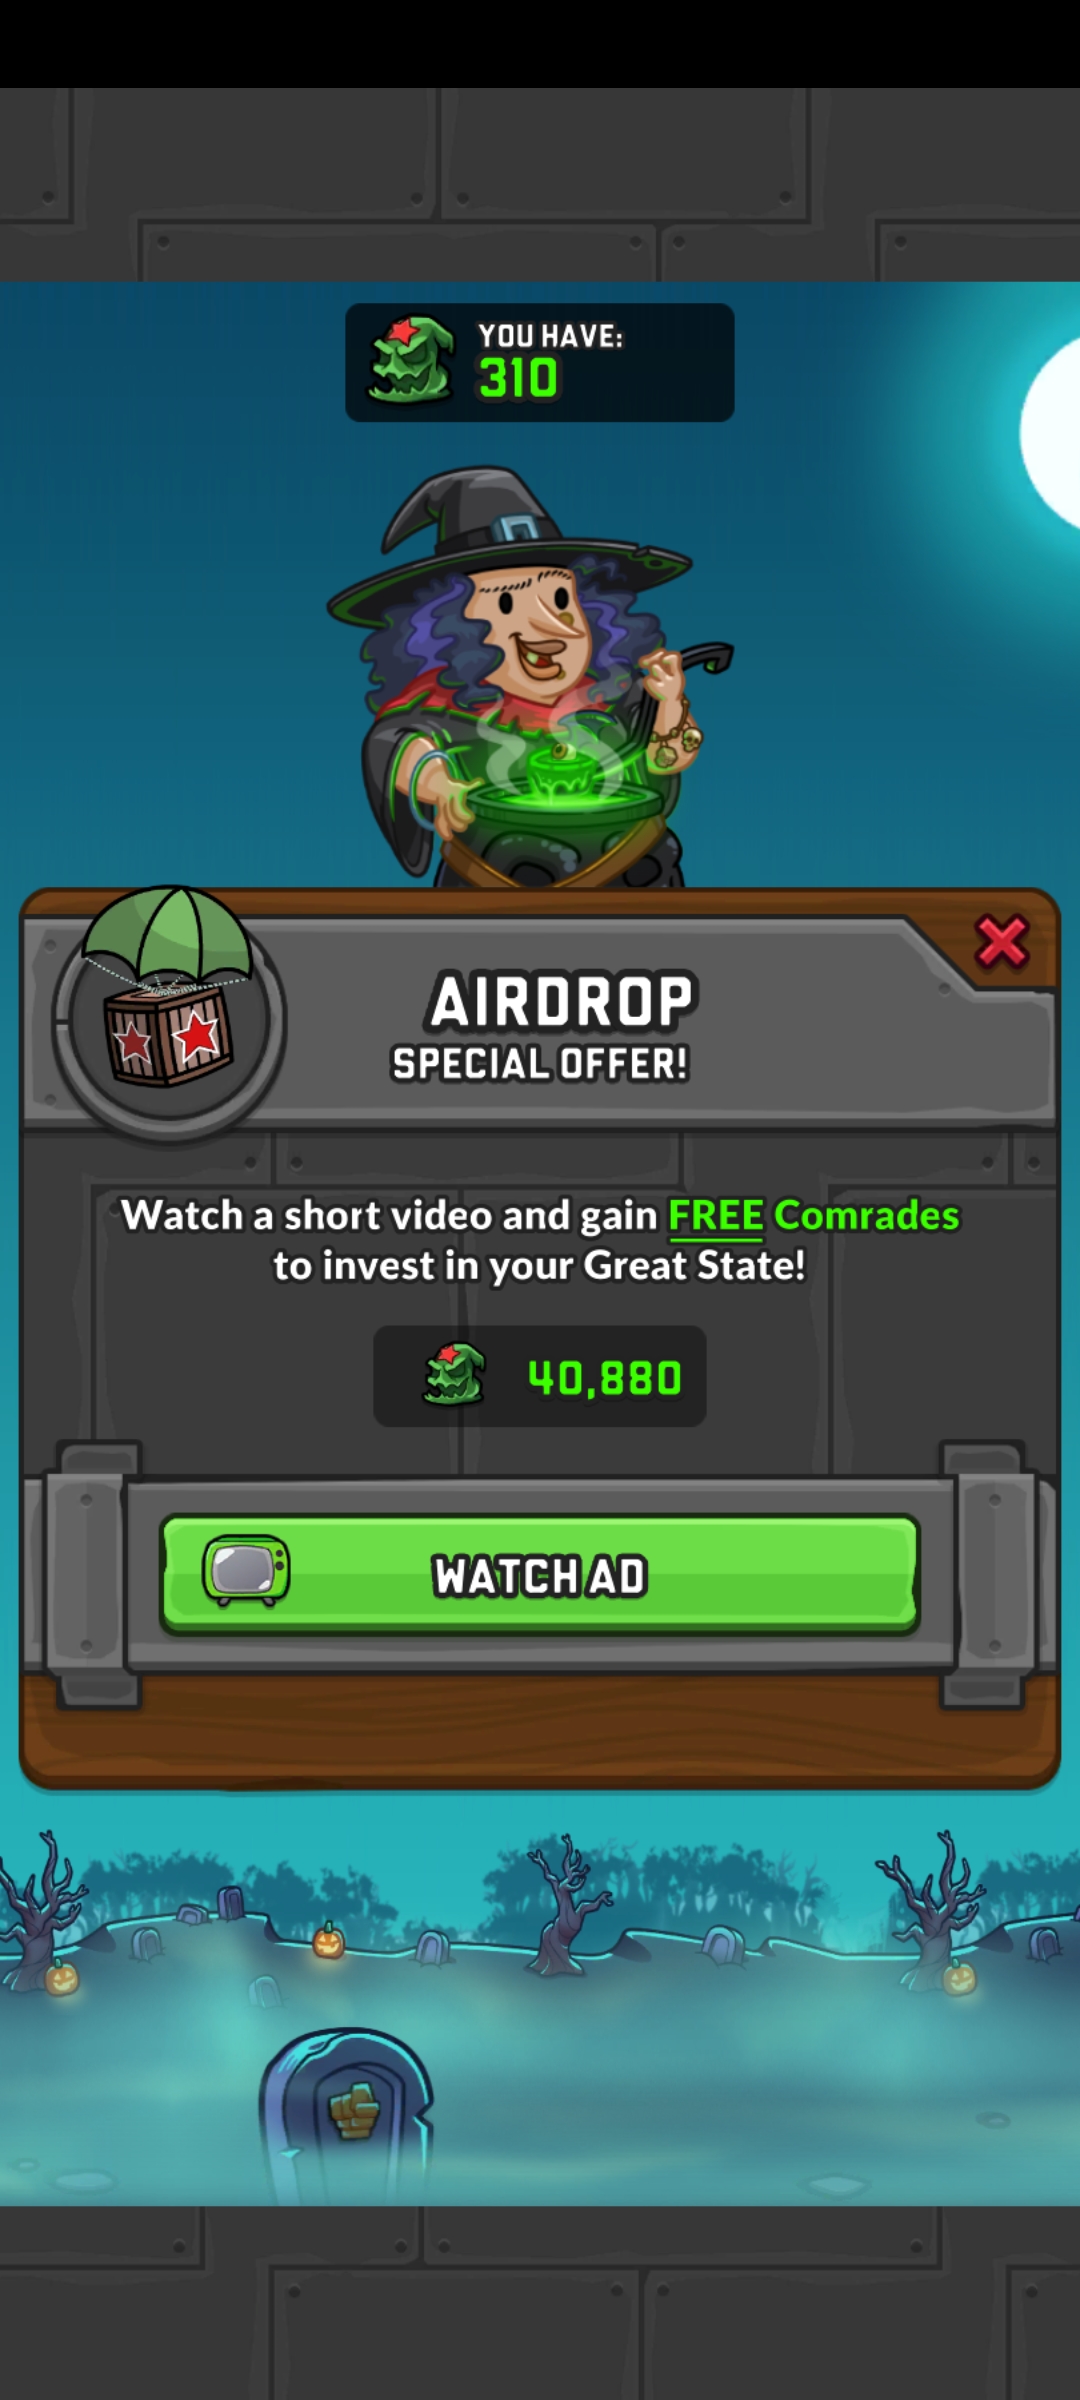 YOU HAVE:
310
AIRDROP
SPECIAL OFFER!
Watch a short video and gain FREE Comrades
to invest in your Great State!
40,880
WATCH AD